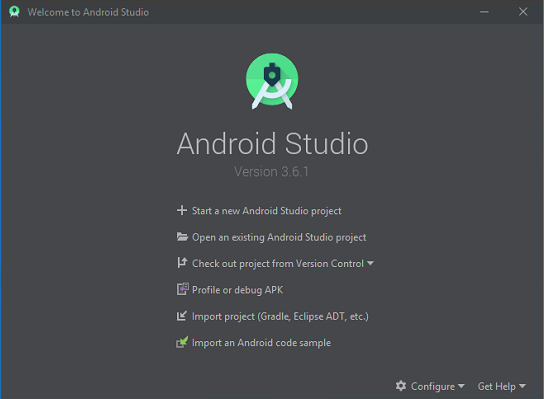 Welcome to Android Studio
Android Studio
Version 3.6.1
Start a new Android Studio project
Open an existing Android Studio project
Check out project from Version Control
Profile or debug APK
Import project (Gradle, Eclipse ADT, etc.)
Import an Android code sample
Configure Get Help